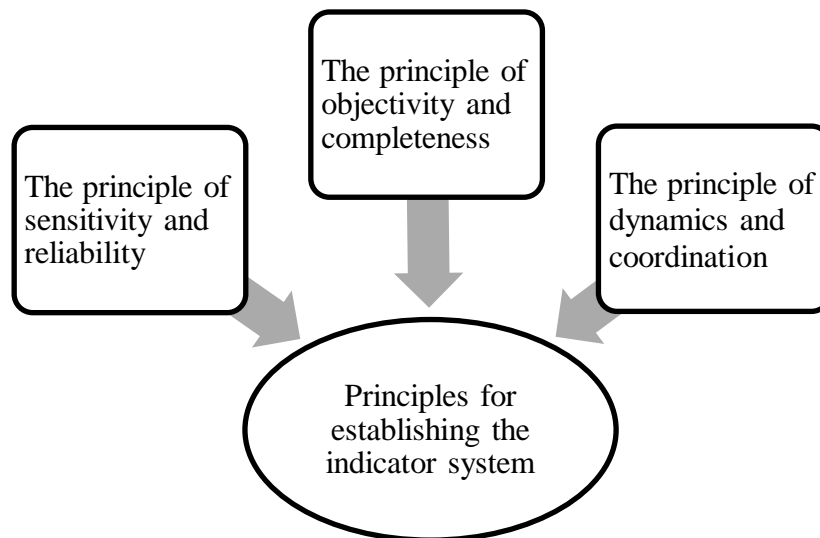 The principle of
sensitivity and
reliability
The principle of
objectivity and
completeness
The principle of
dynamics and
coordination
Principles for
establishing the
indicator system